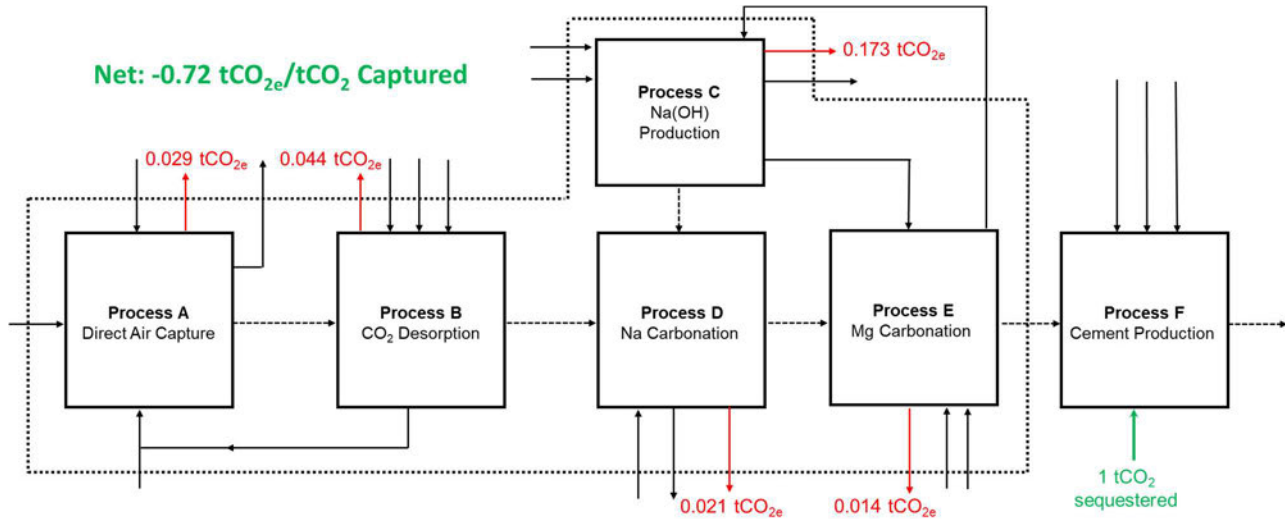 Net: -0.72 tCO₂ₑ/tCO₂ Captured
0.173 tCO₂ₑ
Process C
Na(OH)
Production
0.029 tCO₂ₑ
0.044 tCO₂ₑ
Process A
Direct Air Capture
Process B
CO₂ Desorption
Process D
Na Carbonation
Process E
Mg Carbonation
Process F
Cement Production
0.021 tCO₂ₑ
0.014 tCO₂ₑ
1 tCO₂
sequestered